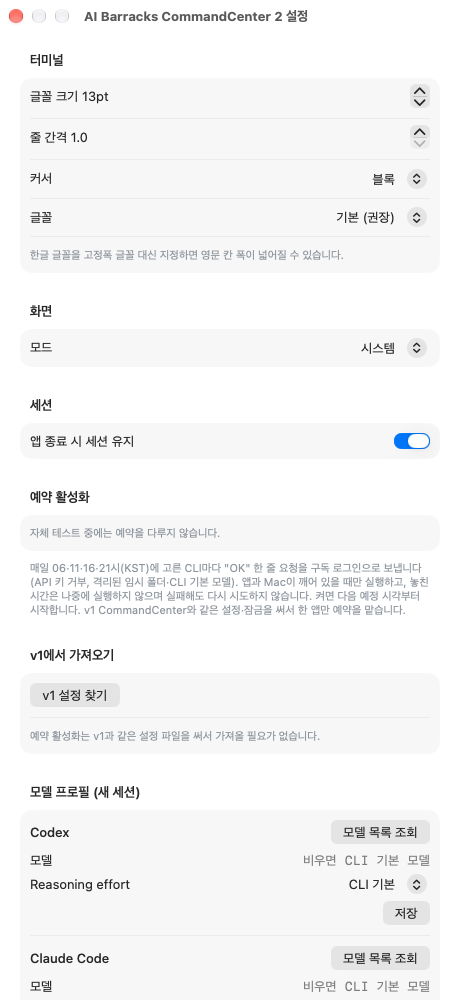 AI Barracks CommandCenter 2 설정
터미널
글꼴 크기 13pt
줄 간격 1.0
커서 블록
글꼴 기본 (권장)
한글 글꼴을 고정폭 글꼴 대신 지정하면 영문 칸 폭이 넓어질 수 있습니다.
화면
모드 시스템
세션
앱 종료 시 세션 유지
예약 활성화
자체 테스트 중에는 예약을 다루지 않습니다.
매일 06·11·16·21시(KST)에 고른 CLI마다 "OK" 한 줄 요청을 구독 로그인으로 보냅니다
(API 키 거부, 격리된 임시 폴더·CLI 기본 모델). 앱과 Mac이 깨어 있을 때만 실행하고, 놓친
시간은 나중에 실행하지 않으며 실패해도 다시 시도하지 않습니다. 켜면 다음 예정 시각부터
시작합니다. v1 CommandCenter와 같은 설정·잠금을 써서 한 앱만 예약을 맡습니다.
v1에서 가져오기
v1 설정 찾기
예약 활성화는 v1과 같은 설정 파일을 써서 가져올 필요가 없습니다.
모델 프로필 (새 세션)
Codex 모델 목록 조회
모델 비우면 CLI 기본 모델
Reasoning effort CLI 기본
저장
Claude Code 모델 목록 조회
모델 비우면 CLI 기본 모델